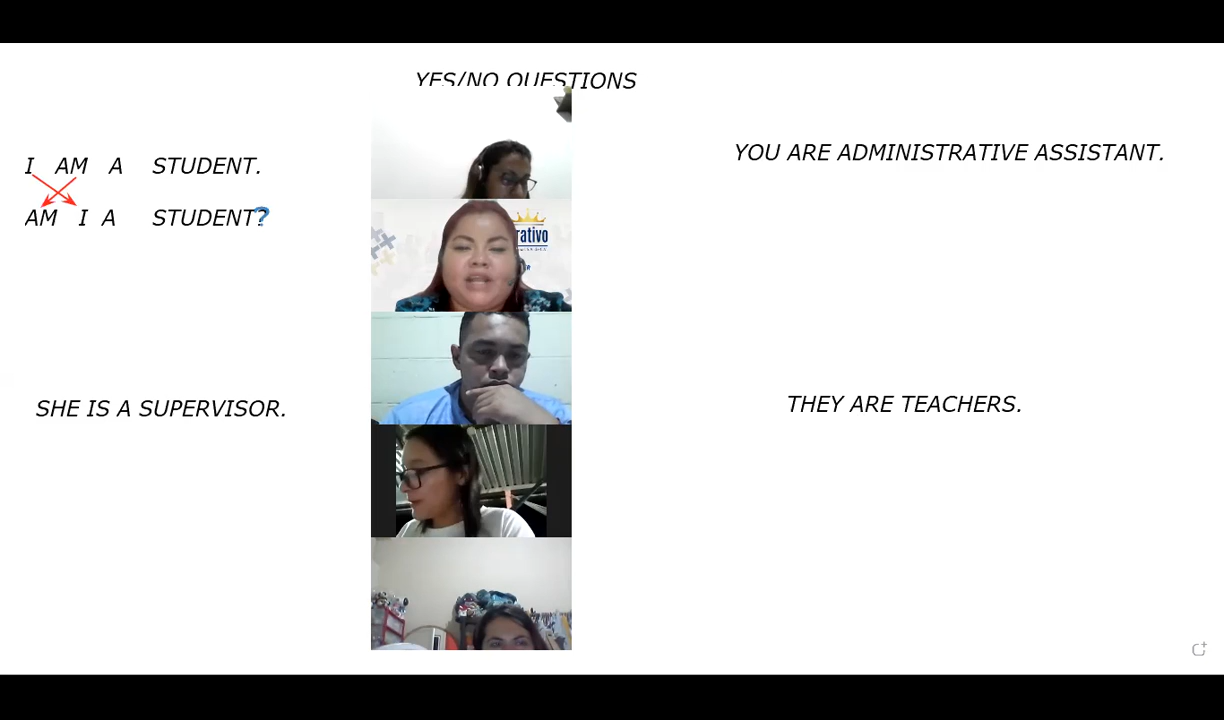 YES/NO QUESTIONS
I AM A STUDENT.
AM I A STUDENT?
YOU ARE ADMINISTRATIVE ASSISTANT.
SHE IS A SUPERVISOR.
THEY ARE TEACHERS.